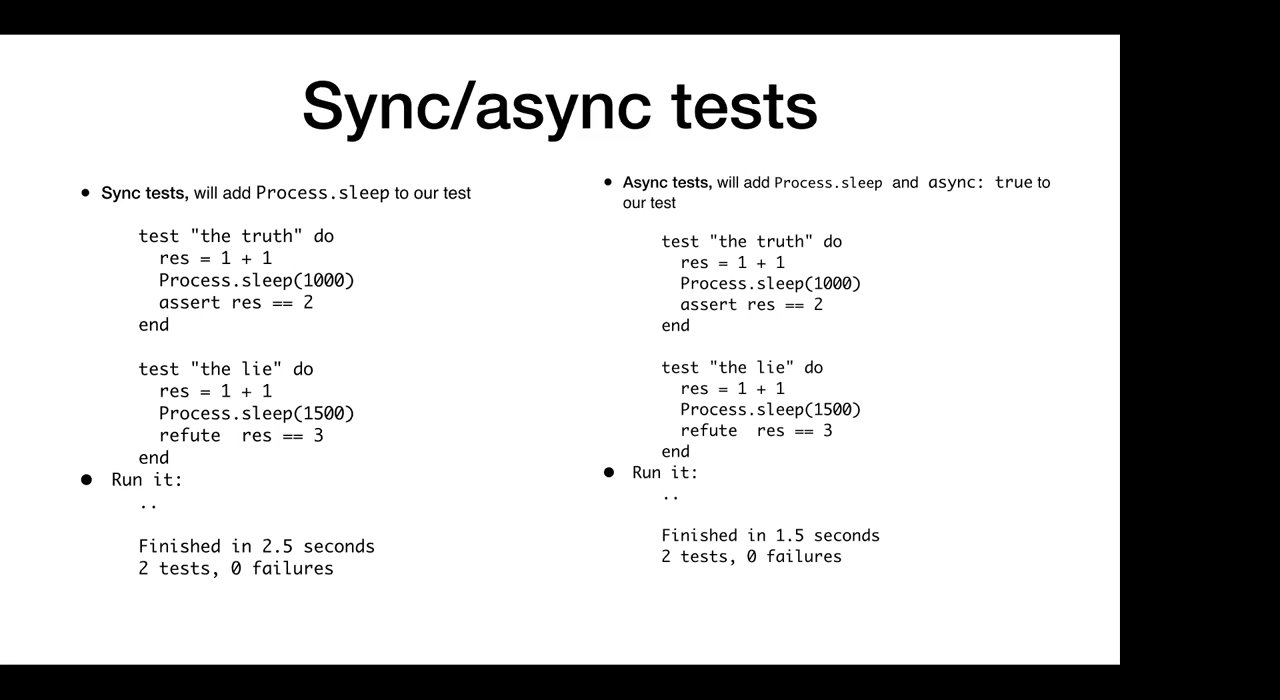 Sync/async tests
• Sync tests, will add Process.sleep to our test
test "the truth" do
  res = 1 + 1
  Process.sleep(1000)
  assert res == 2
end
test "the lie" do
  res = 1 + 1
  Process.sleep(1500)
  refute  res == 3
end
• Run it:
..
Finished in 2.5 seconds
2 tests, 0 failures
• Async tests, will add Process.sleep and async: true to
our test
test "the truth" do
  res = 1 + 1
  Process.sleep(1000)
  assert res == 2
end
test "the lie" do
  res = 1 + 1
  Process.sleep(1500)
  refute  res == 3
end
• Run it:
..
Finished in 1.5 seconds
2 tests, 0 failures